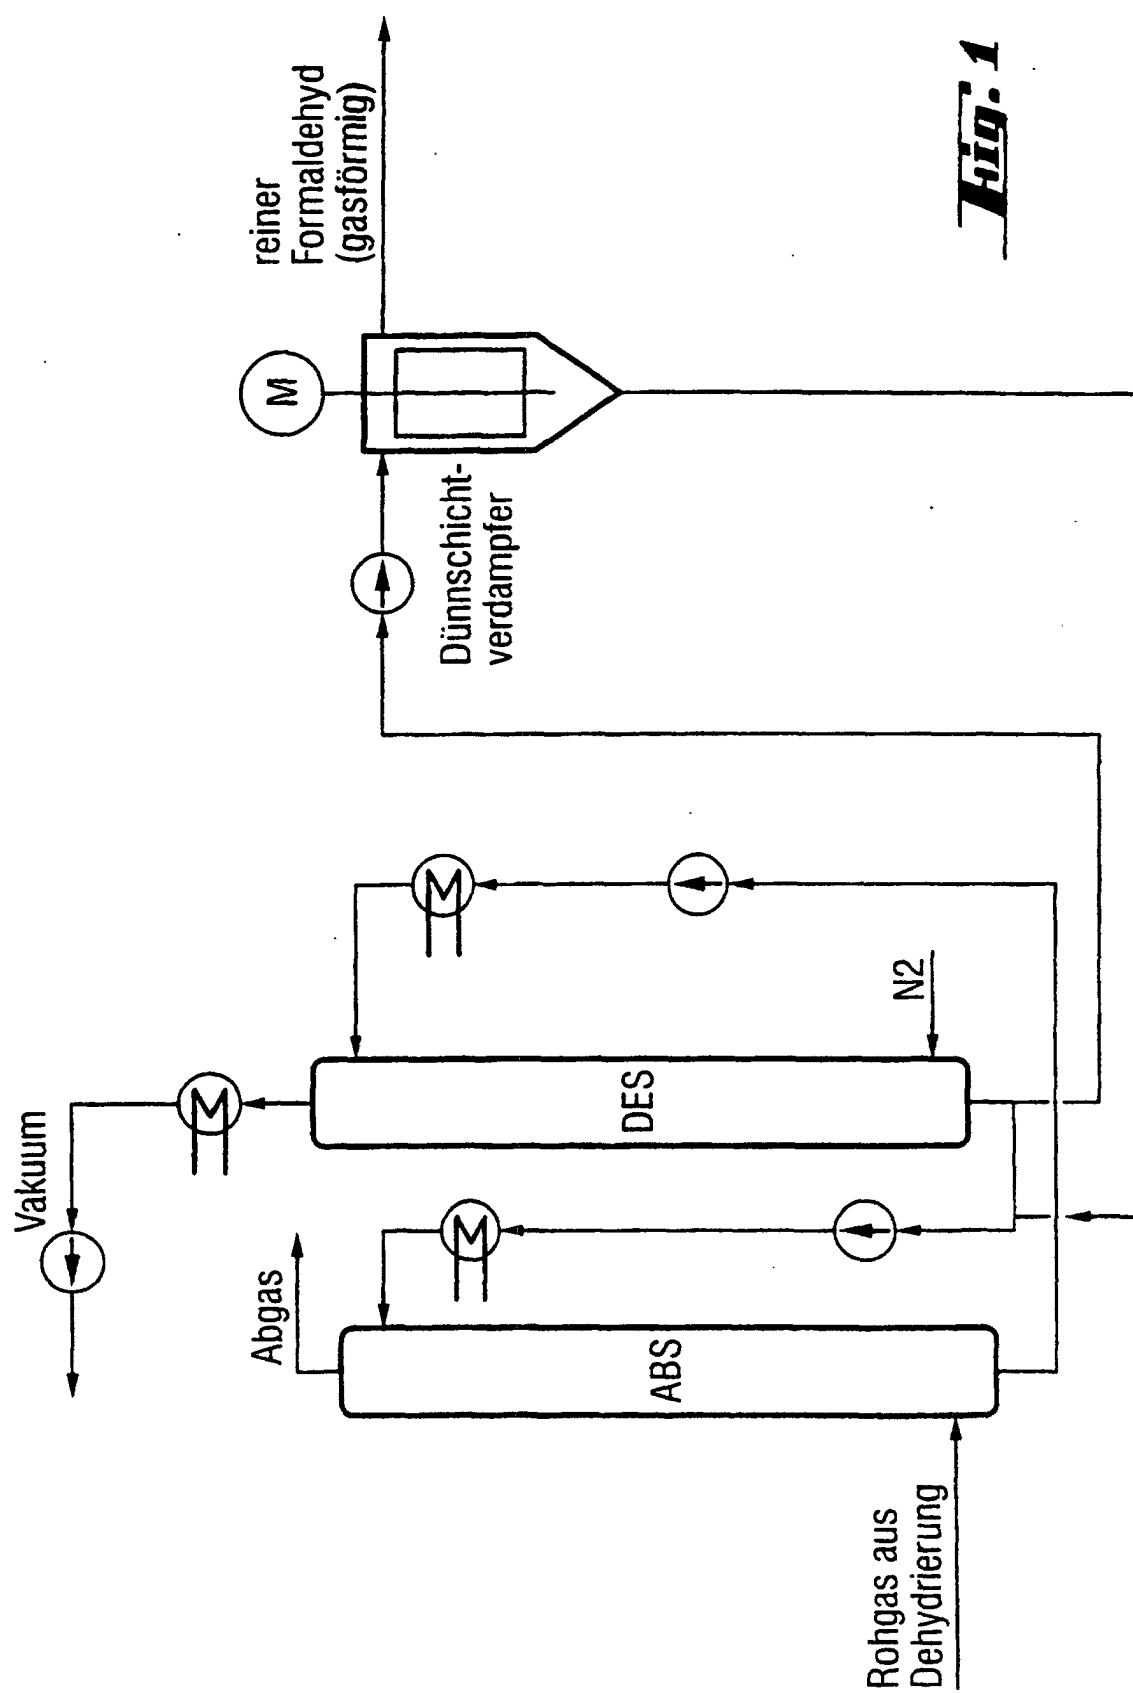 Rohgas aus
Dehydrierung
Abgas
ABS
Vakuum
DES
N2
Dünnschicht-
verdampfer
M
reiner
Formaldehyd
(gasförmig)
Fig. 1